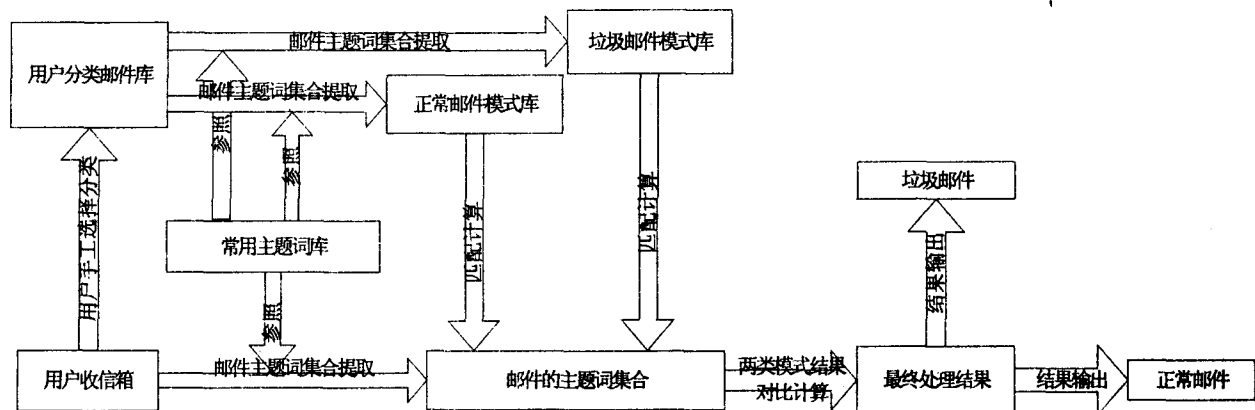 邮件主题词集合提取
垃圾邮件模式库
用户分类邮件库
邮件主题词集合提取
正常邮件模式库
参照
参照
用户手工选择分类
匹配计算
匹配计算
垃圾邮件
常用主题词库
结果输出
参照
用户收信箱
邮件主题词集合提取
邮件的主题词集合
两类模式结果
对比计算
最终处理结果
结果输出
正常邮件